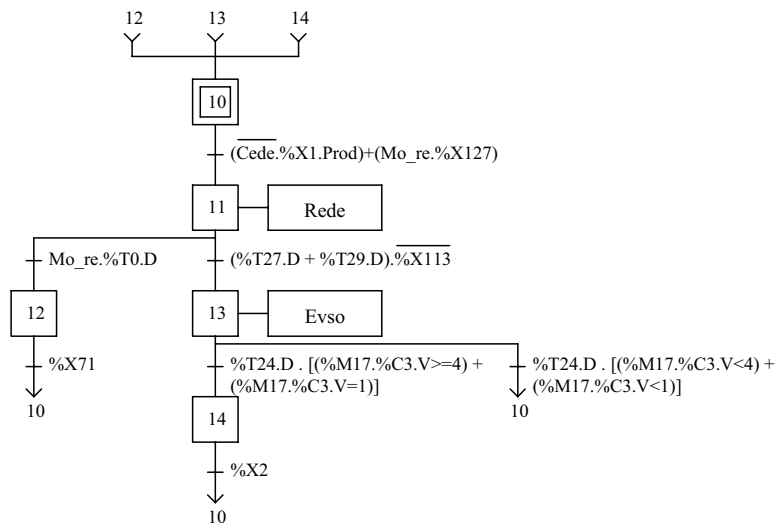 12 13 14
10
(Cede.%X1.Prod)+(Mo_re.%X127)
11 Rede
Mo_re.%T0.D (%T27.D + %T29.D).%X113
12 13 Evso
%X71 %T24.D . [(%M17.%C3.V>=4) + %T24.D . [(%M17.%C3.V<4) +
10 (%M17.%C3.V=1)] (%M17.%C3.V<1)]
14 10
%X2
10